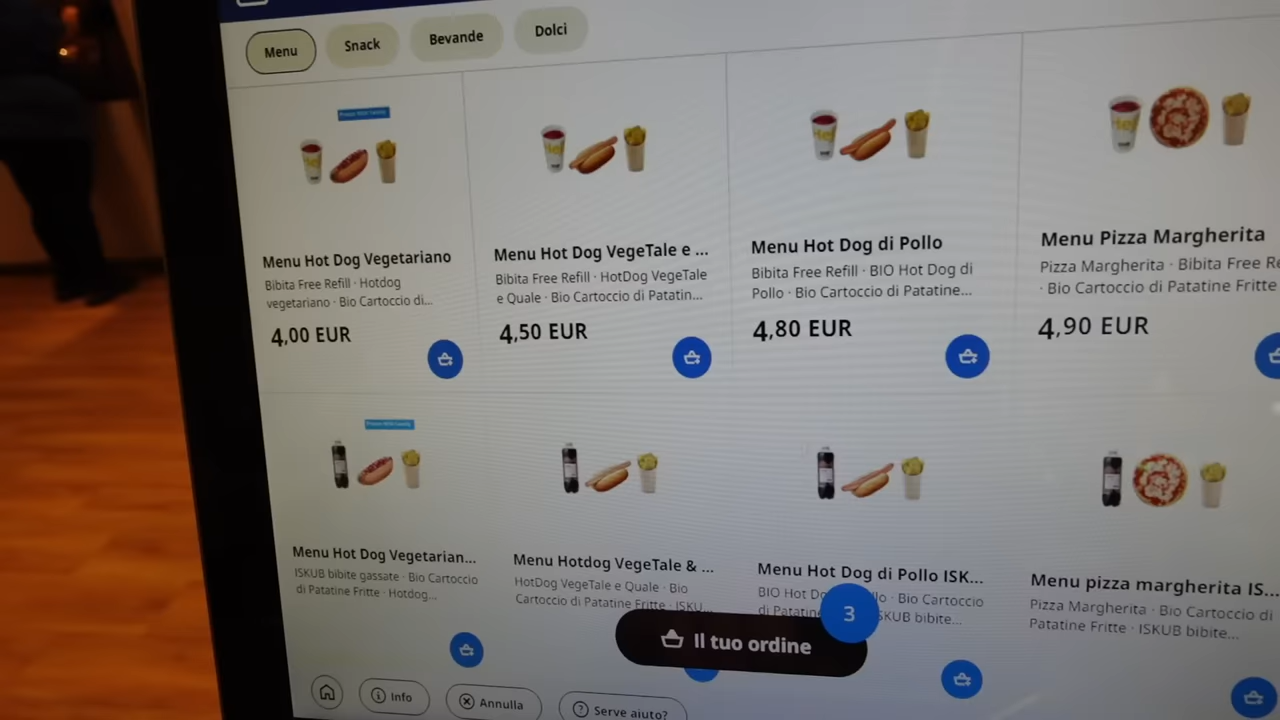 Menu
Snack
Bevande
Dolci
Menu Hot Dog Vegetariano
Bibita Free Refill · Hotdog
vegetariano · Bio Cartoccio di...
4,00 EUR
Menu Hot Dog VegeTale e ...
Bibita Free Refill · HotDog VegeTale
e Quale · Bio Cartoccio di Patatin...
4,50 EUR
Menu Hot Dog di Pollo
Bibita Free Refill · BIO Hot Dog di
Pollo · Bio Cartoccio di Patatine...
4,80 EUR
Menu Pizza Margherita
Pizza Margherita · Bibita Free Re
· Bio Cartoccio di Patatine Fritte
4,90 EUR
Menu Hot Dog Vegetarian...
ISKUB bibite gassate · Bio Cartoccio
di Patatine Fritte · Hotdog...
Menu Hotdog VegeTale & ...
HotDog VegeTale e Quale · Bio
Cartoccio di Patatine Fritte · ISKU...
Menu Hot Dog di Pollo ISK...
BIO Hot Do llo · Bio Cartoccio
di Patatin SKUB bibite...
Menu pizza margherita IS...
Pizza Margherita · Bio Cartoccio di
Patatine Fritte · ISKUB bibite...
3
Il tuo ordine
Info
Annulla
Serve aiuto?